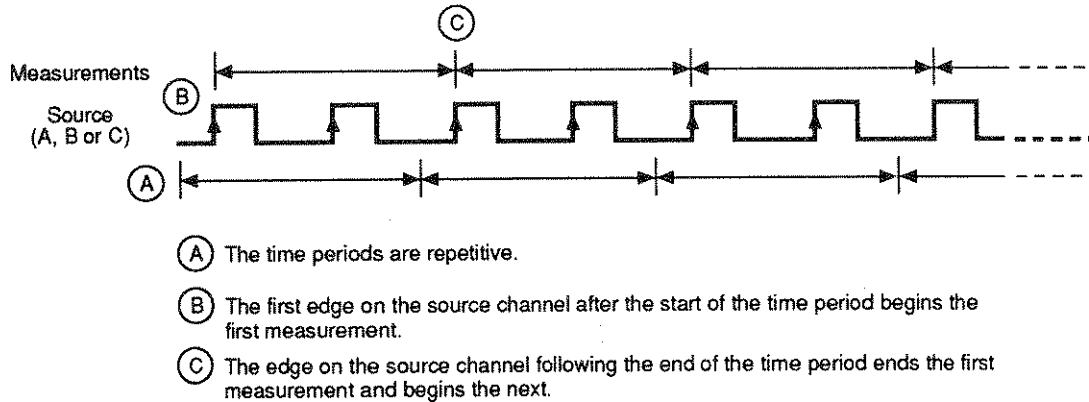 C
Measurements
B
Source
(A, B or C)
A
A The time periods are repetitive.
B The first edge on the source channel after the start of the time period begins the
first measurement.
C The edge on the source channel following the end of the time period ends the first
measurement and begins the next.